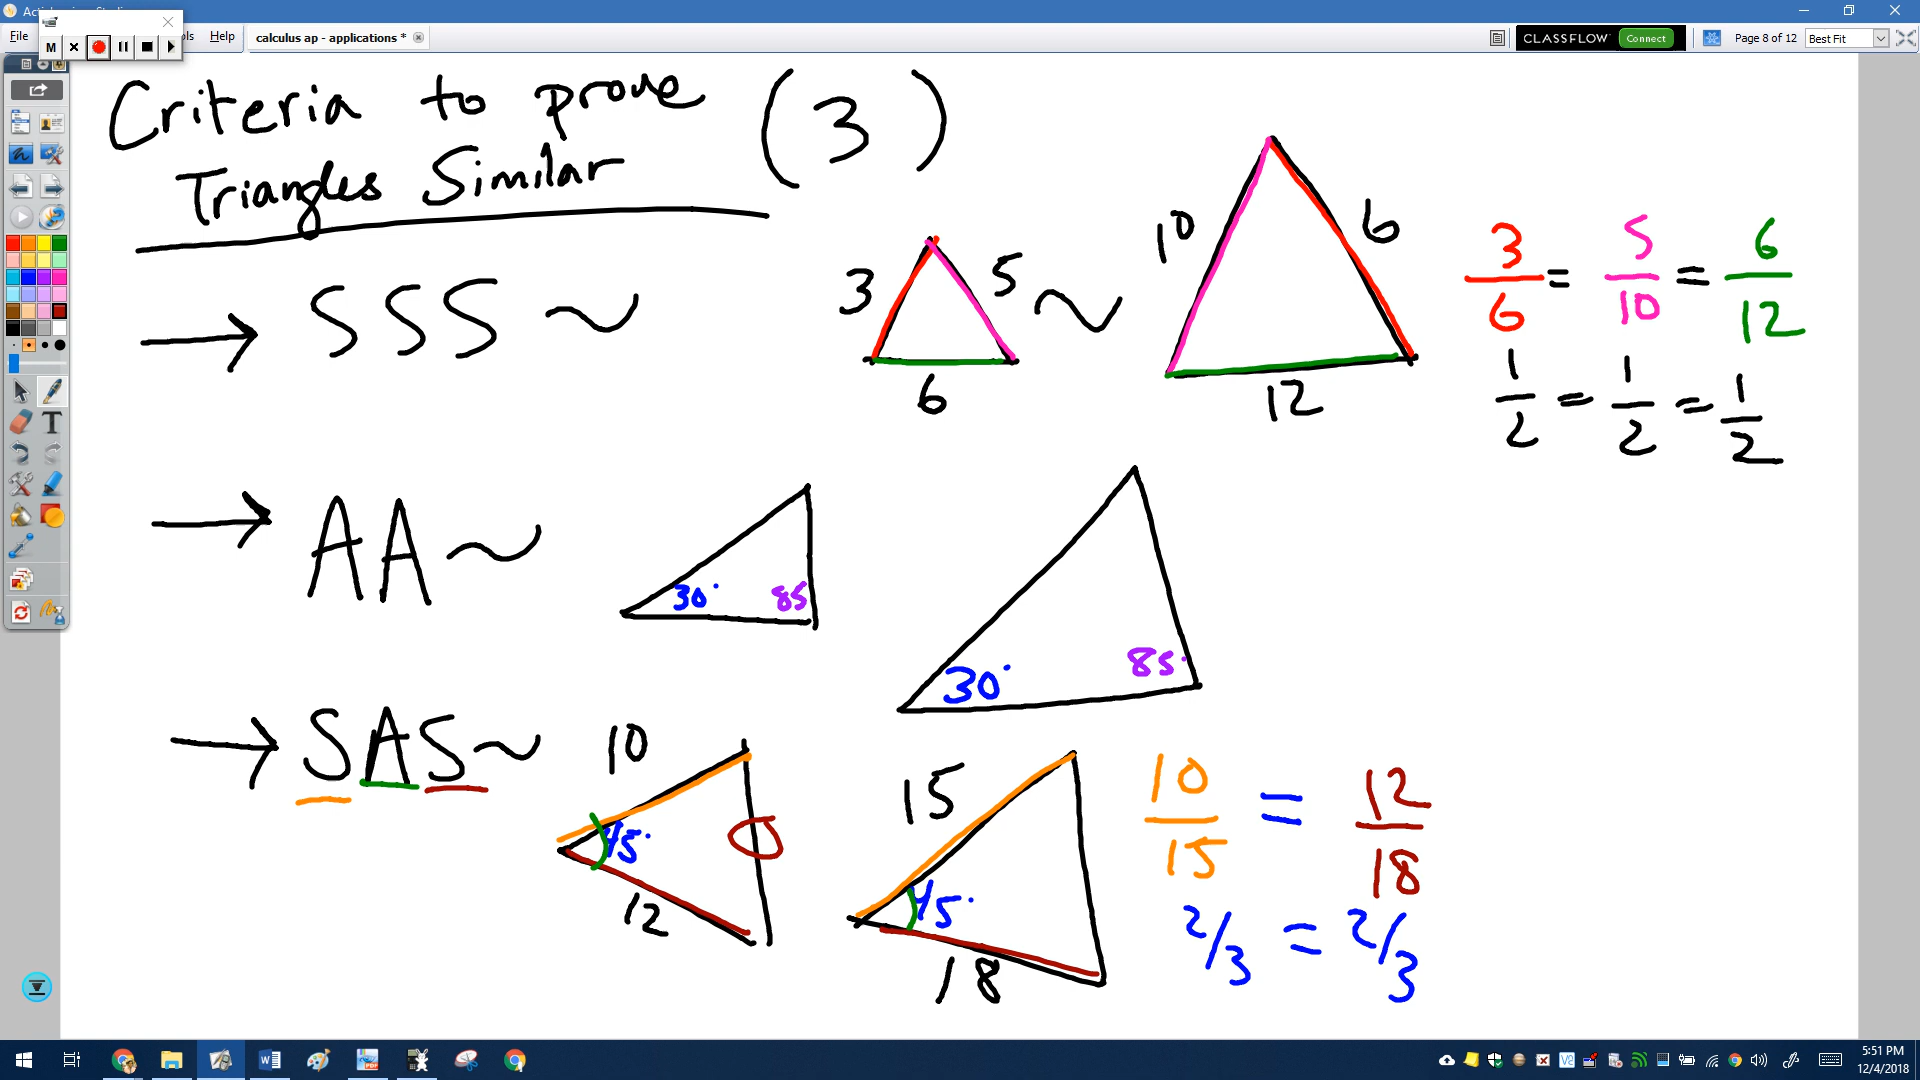 File
Help
calculus ap - applications *
CLASSFLOW
Connect
Page 8 of 12
Best Fit
M
Criteria to prove (3)
Triangles Similar
→ SSS ~
3
5
6
~
10
6
12
3/6 = 5/10 = 6/12
1/2 = 1/2 = 1/2
→ AA ~
30°
85
30°
85°
→ SAS ~
10
45°
12
15
45°
18
10/15 = 12/18
2/3 = 2/3
5:51 PM
12/4/2018